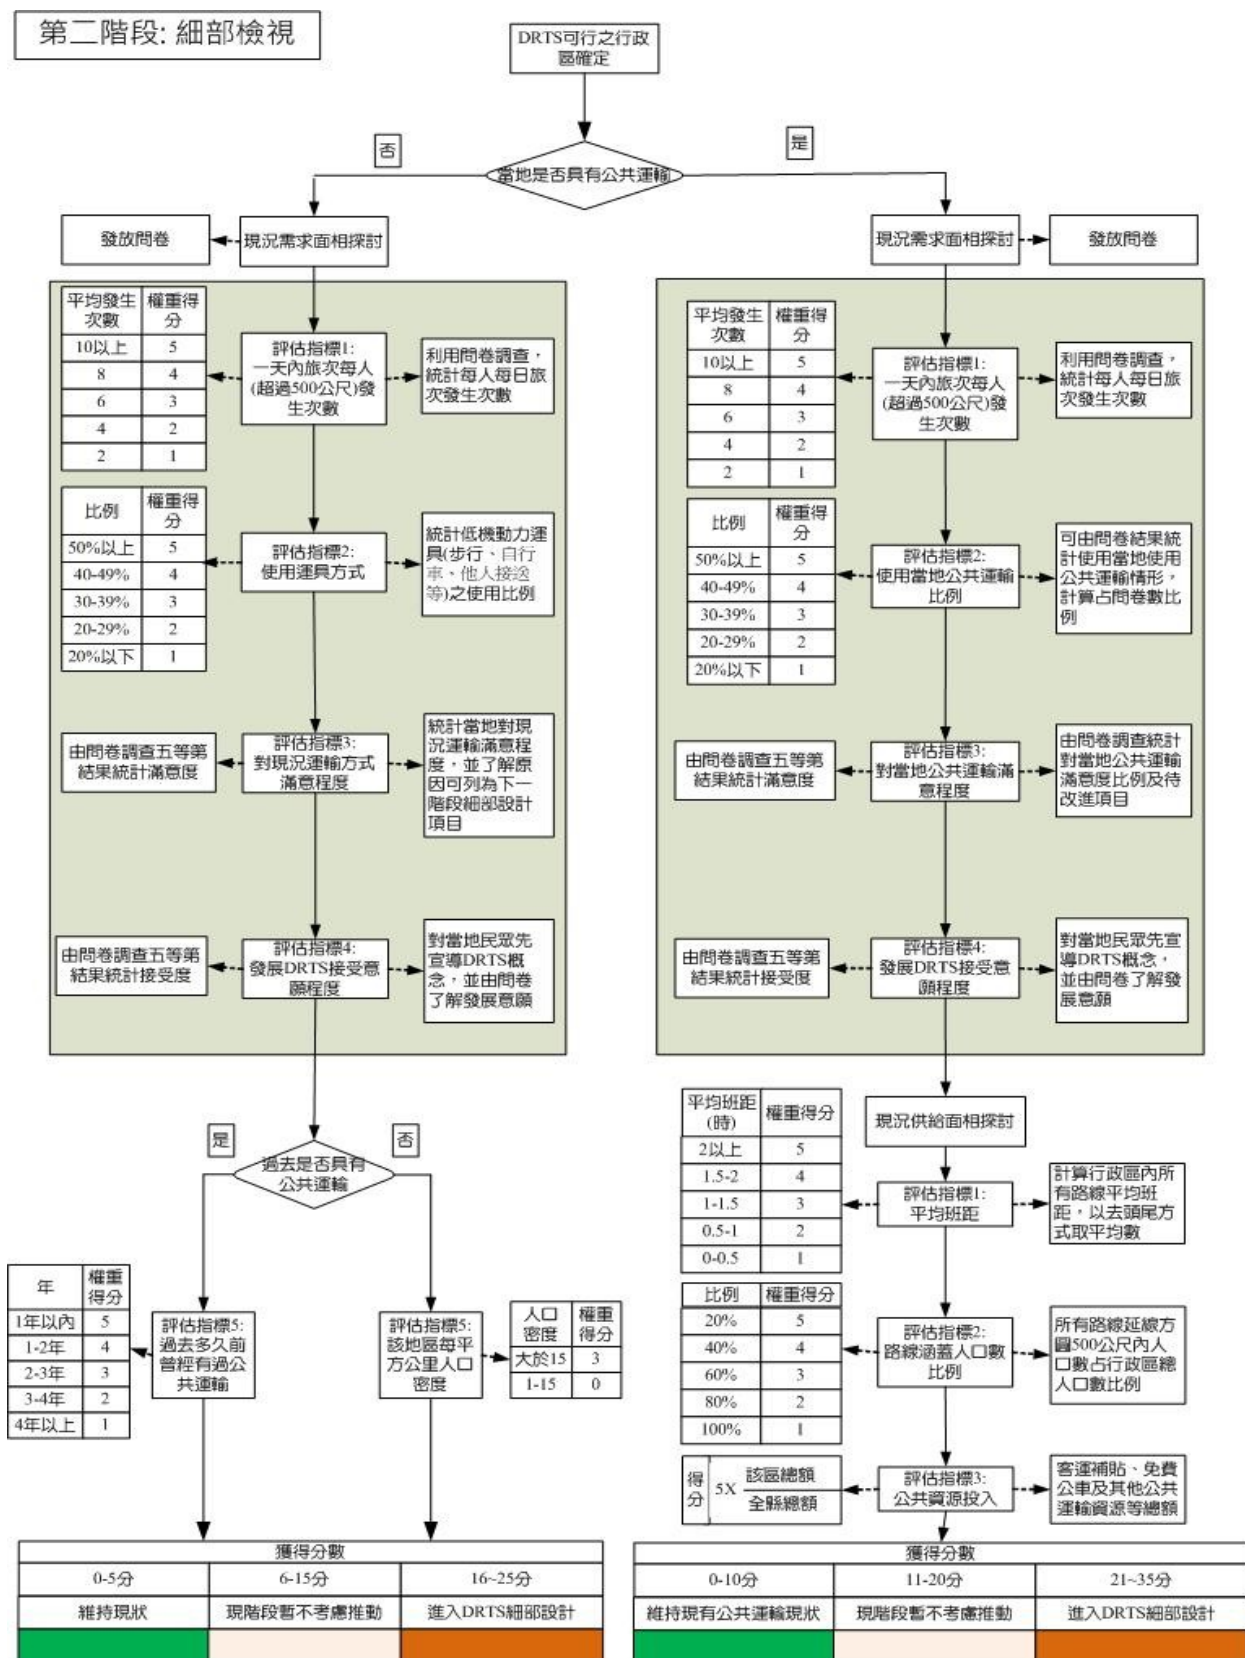 第二階段: 細部檢視
DRTS可行之行政
區確定
否
是
當地是否具有公共運輸
發放問卷
現況需求面相探討
平均發生
次數
權重得
分
10以上
5
8
4
6
3
4
2
2
1
評估指標1:
一天內旅次每人
(超過500公尺)發
生次數
利用問卷調查，
統計每人每日旅
次發生次數
比例
權重得
分
50%以上
5
40-49%
4
30-39%
3
20-29%
2
20%以下
1
評估指標2:
使用運具方式
統計低機動力運
具(步行、自行
車、他人接送
等)之使用比例
由問卷調查五等第
結果統計滿意度
評估指標3:
對現況運輸方式
滿意程度
統計當地對現
況運輸滿意程
度，並了解原
因可列為下一
階段細部設計
項目
由問卷調查五等第
結果統計接受度
評估指標4:
發展DRTS接受意
願程度
對當地民眾先
宣導DRTS概
念，並由問卷
了解發展意願
是
否
過去是否具有
公共運輸
年
權重
得分
1年以內
5
1-2年
4
2-3年
3
3-4年
2
4年以上
1
評估指標5:
過去多久前
曾經有過公
共運輸
評估指標5:
該地區每平
方公里人口
密度
人口
密度
權重
得分
大於15
3
1-15
0
獲得分數
0-5分
6-15分
16~25分
維持現狀
現階段暫不考慮推動
進入DRTS細部設計
現況需求面相探討
發放問卷
平均發生
次數
權重得
分
10以上
5
8
4
6
3
4
2
2
1
評估指標1:
一天內旅次每人
(超過500公尺)發
生次數
利用問卷調查，
統計每人每日旅
次發生次數
比例
權重得
分
50%以上
5
40-49%
4
30-39%
3
20-29%
2
20%以下
1
評估指標2:
使用當地公共運輸
比例
可由問卷結果統
計使用當地使用
公共運輸情形，
計算占問卷數比
例
由問卷調查五等第
結果統計滿意度
評估指標3:
對當地公共運輸滿
意程度
由問卷調查統計
對當地公共運輸
滿意度比例及待
改進項目
由問卷調查五等第
結果統計接受度
評估指標4:
發展DRTS接受意
願程度
對當地民眾先宣
導DRTS概念，
並由問卷了解發
展意願
現況供給面相探討
平均班距
(時)
權重得分
2以上
5
1.5-2
4
1-1.5
3
0.5-1
2
0-0.5
1
評估指標1:
平均班距
計算行政區內所
有路線平均班
距，以去頭尾方
式取平均數
比例
權重得分
20%
5
40%
4
60%
3
80%
2
100%
1
評估指標2:
路線涵蓋人口數
比例
所有路線延線方
圓500公尺內人
口數占行政區總
人口數比例
得
分
5X
該區總額
全縣總額
評估指標3:
公共資源投入
客運補貼、免費
公車及其他公共
運輸資源等總額
獲得分數
0-10分
11-20分
21~35分
維持現有公共運輸現狀
現階段暫不考慮推動
進入DRTS細部設計